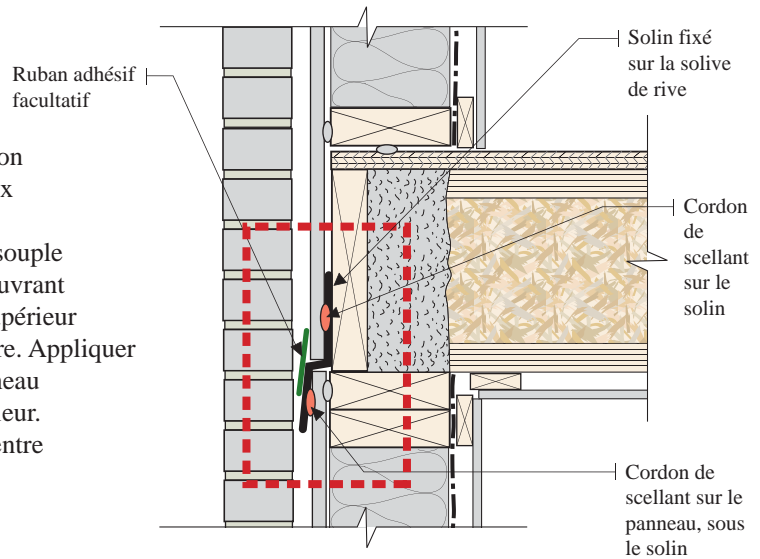 Ruban adhésif
facultatif
on
x
souple
uvrant
périeur
re. Appliquer
neau
ieur.
entre
Solin fixé
sur la solive
de rive
Cordon
de
scellant
sur le
solin
Cordon de
scellant sur le
panneau, sous
le solin